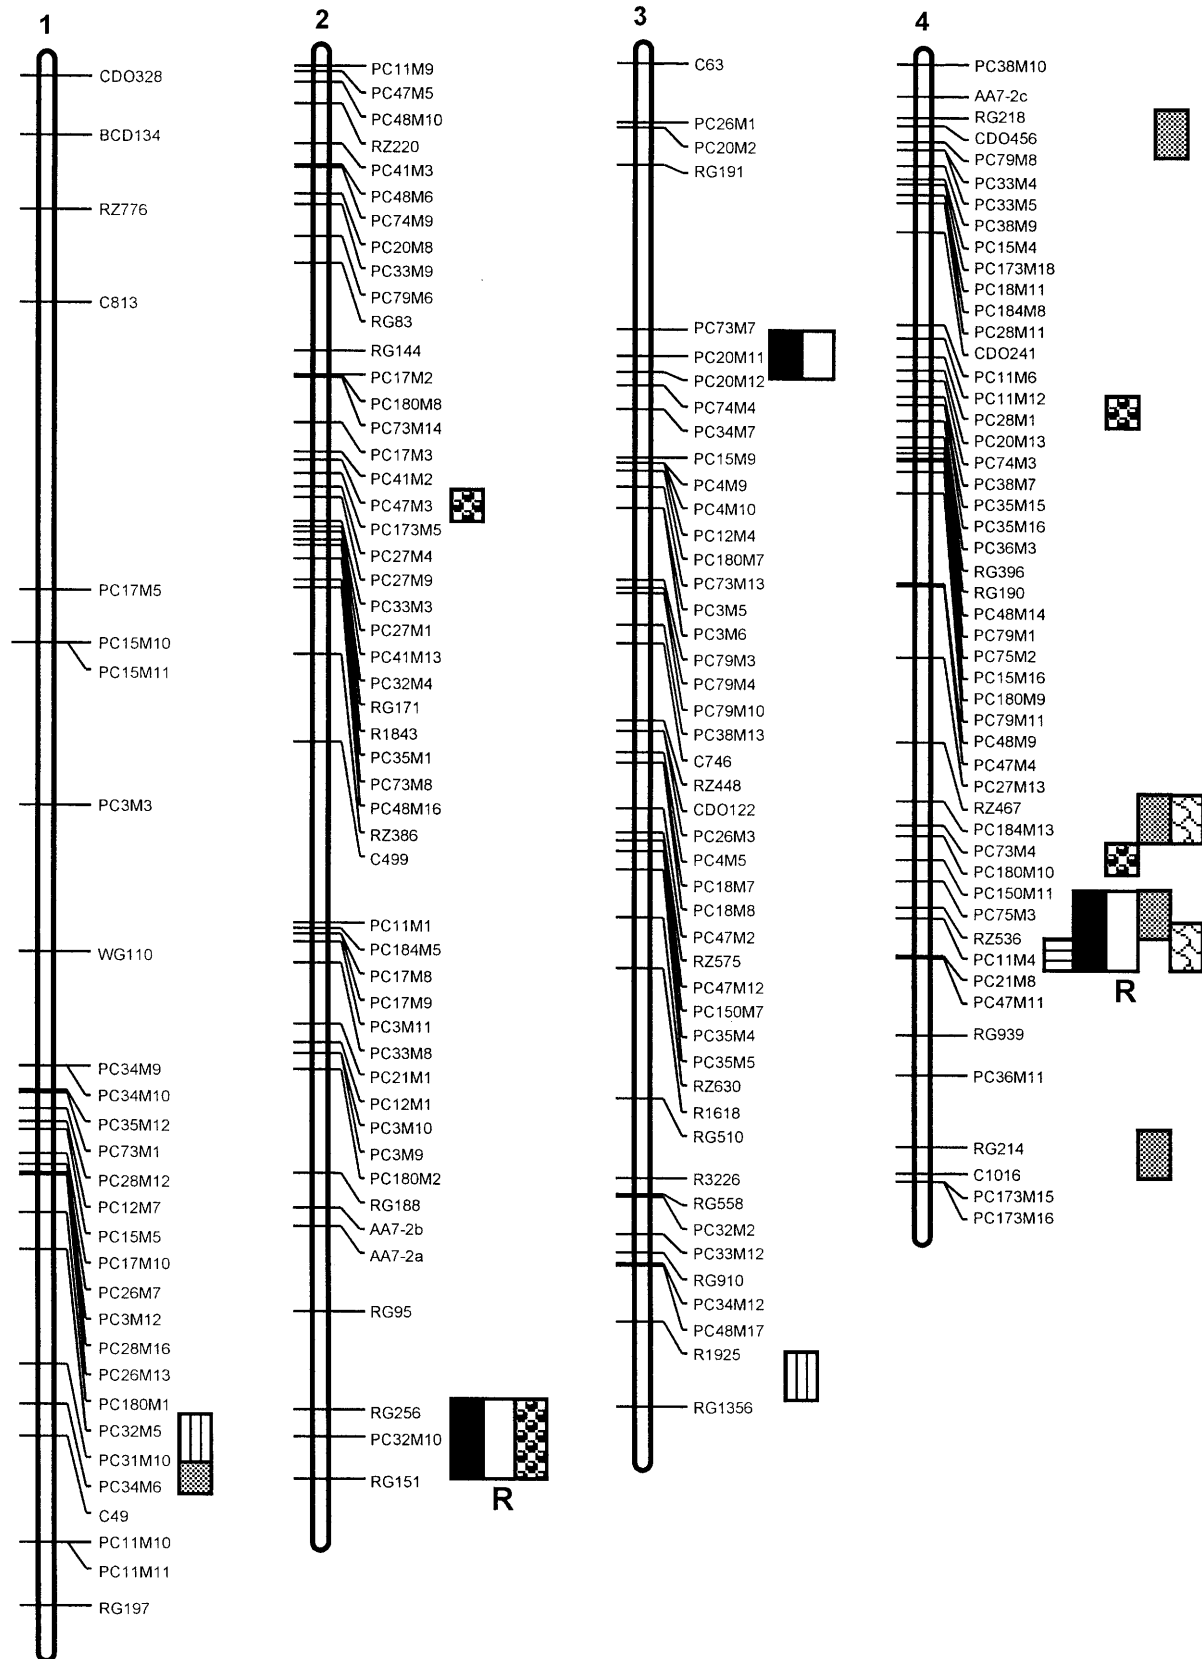 1
CDO328
BCD134
RZ776
C813
PC17M5
PC15M10
PC15M11
PC3M3
WG110
PC34M9
PC34M10
PC35M12
PC73M1
PC28M12
PC12M7
PC15M5
PC17M10
PC26M7
PC3M12
PC28M16
PC26M13
PC180M1
PC32M5
PC31M10
PC34M6
C49
PC11M10
PC11M11
RG197
2
PC11M9
PC47M5
PC48M10
RZ220
PC41M3
PC48M6
PC74M9
PC20M8
PC33M9
PC79M6
RG83
RG144
PC17M2
PC180M8
PC73M14
PC17M3
PC41M2
PC47M3
PC173M5
PC27M4
PC27M9
PC33M3
PC27M1
PC41M13
PC32M4
RG171
R1843
PC35M1
PC73M8
PC48M16
RZ386
C499
PC11M1
PC184M5
PC17M8
PC17M9
PC3M11
PC33M8
PC21M1
PC12M1
PC3M10
PC3M9
PC180M2
RG188
AA7-2b
AA7-2a
RG95
RG256
PC32M10
RG151
R
3
C63
PC26M1
PC20M2
RG191
PC73M7
PC20M11
PC20M12
PC74M4
PC34M7
PC15M9
PC4M9
PC4M10
PC12M4
PC180M7
PC73M13
PC3M5
PC3M6
PC79M3
PC79M4
PC79M10
PC38M13
C746
RZ448
CDO122
PC26M3
PC4M5
PC18M7
PC18M8
PC47M2
RZ575
PC47M12
PC150M7
PC35M4
PC35M5
RZ630
R1618
RG510
R3226
RG558
PC32M2
PC33M12
RG910
PC34M12
PC48M17
R1925
RG1356
4
PC38M10
AA7-2c
RG218
CDO456
PC79M8
PC33M4
PC33M5
PC38M9
PC15M4
PC173M18
PC18M11
PC184M8
PC28M11
CDO241
PC11M6
PC11M12
PC28M1
PC20M13
PC74M3
PC38M7
PC35M15
PC35M16
PC36M3
RG396
RG190
PC48M14
PC79M1
PC75M2
PC15M16
PC180M9
PC79M11
PC48M9
PC47M4
PC27M13
RZ467
PC184M13
PC73M4
PC180M10
PC150M11
PC75M3
RZ536
PC11M4
PC21M8
PC47M11
R
RG939
PC36M11
RG214
C1016
PC173M15
PC173M16